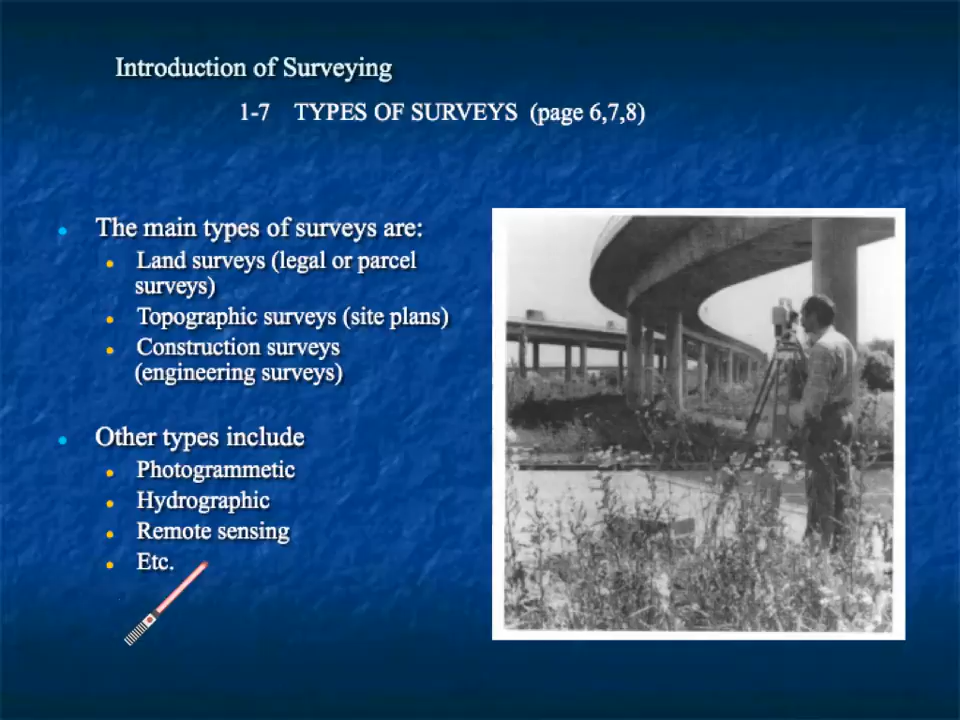 Introduction of Surveying
1-7 TYPES OF SURVEYS (page 6,7,8)
The main types of surveys are:
Land surveys (legal or parcel
surveys)
Topographic surveys (site plans)
Construction surveys
(engineering surveys)
Other types include
Photogrammetic
Hydrographic
Remote sensing
Etc.